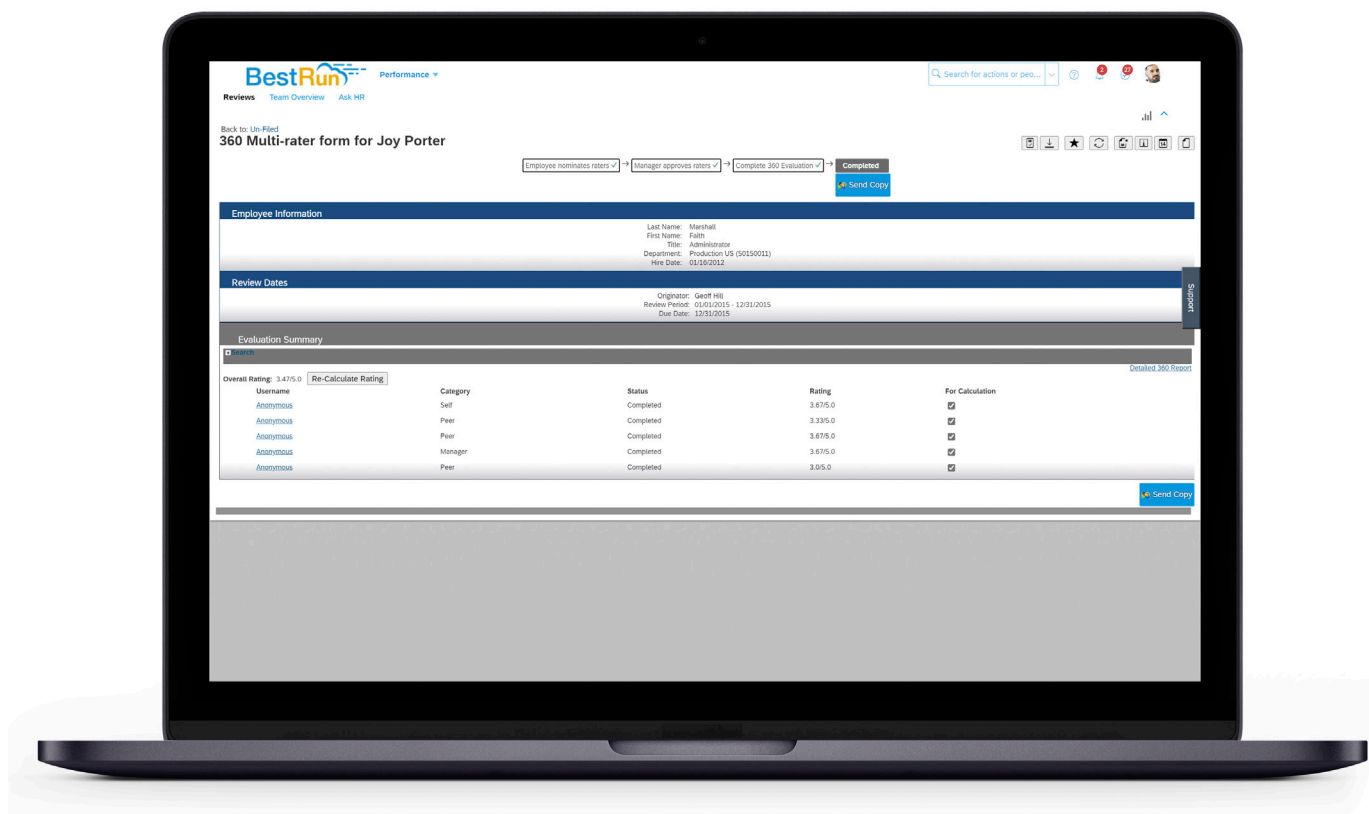 BestRun
Performance
Search for actions or peo...
2
27
Reviews Team Overview Ask HR
Back to: Un-Filed
360 Multi-rater form for Joy Porter
Employee nominates raters ✓ → Manager approves raters ✓ → Complete 360 Evaluation ✓ → Completed
Send Copy
Employee Information
Last Name: Marshall
First Name: Faith
Title: Administrator
Department: Production US (50150011)
Hire Date: 01/16/2012
Review Dates
Originator: Geoff Hill
Review Period: 01/01/2015 - 12/31/2015
Due Date: 12/31/2015
Support
Evaluation Summary
Search
Detailed 360 Report
Overall Rating: 3.47/5.0 Re-Calculate Rating
Username Category Status Rating For Calculation
Anonymous Self Completed 3.67/5.0
Anonymous Peer Completed 3.33/5.0
Anonymous Peer Completed 3.67/5.0
Anonymous Manager Completed 3.67/5.0
Anonymous Peer Completed 3.0/5.0
Send Copy